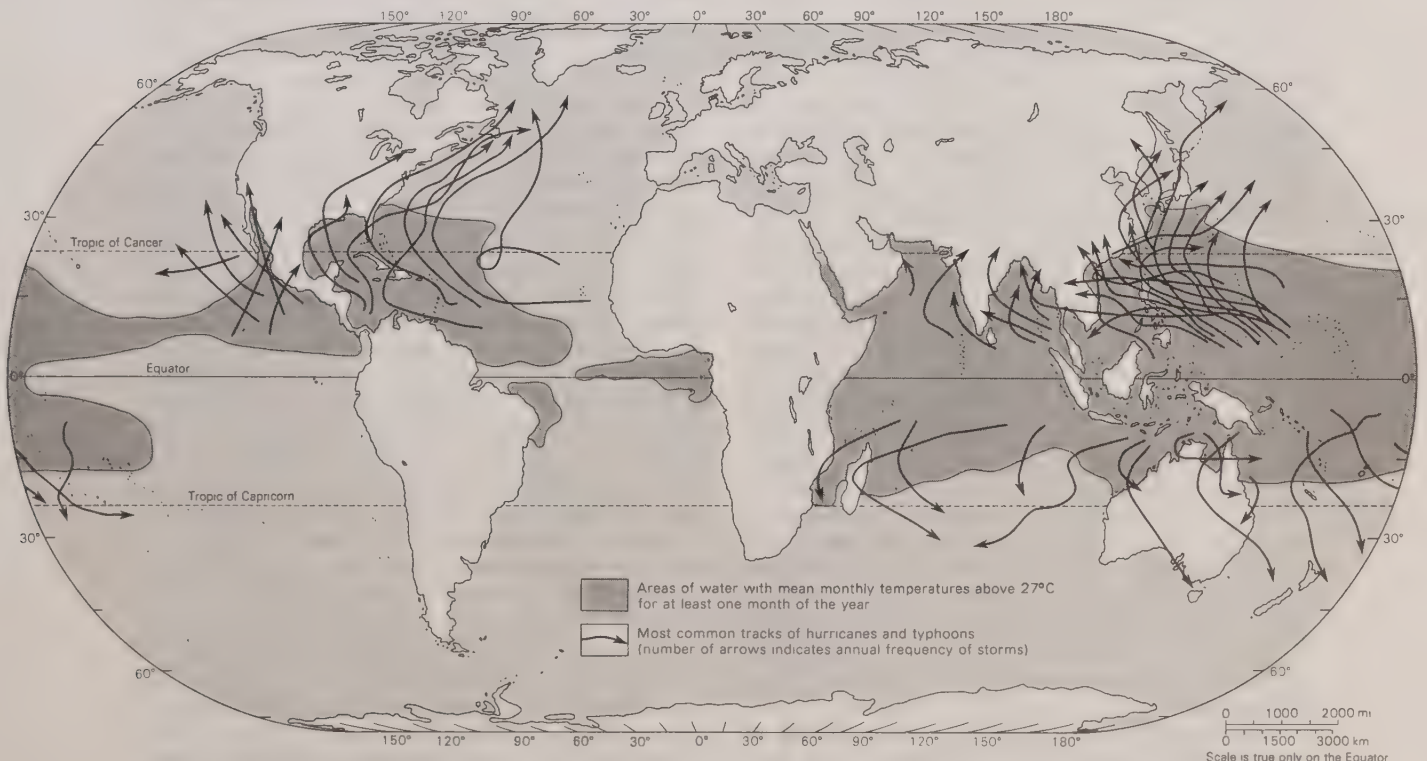 150° 120° 90° 60° 30° 0° 30° 60° 90° 120° 150° 180°
60° 60°
30° 30°
Tropic of Cancer
Equator
0° 0°
Tropic of Capricorn
30° 30°
Areas of water with mean monthly temperatures above 27°C
for at least one month of the year
Most common tracks of hurricanes and typhoons
(number of arrows indicates annual frequency of storms)
60° 60°
150° 120° 90° 60° 30° 0° 30° 60° 90° 120° 150° 180°
0 1000 2000 mi
0 1500 3000 km
Scale is true only on the Equator